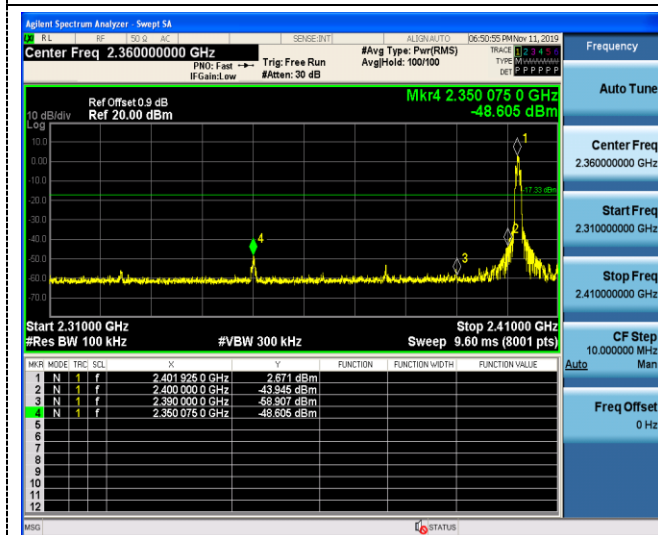 Agilent Spectrum Analyzer - Swept SA
RL RF 50 Ω AC SENSE:INT ALIGNAUTO 06:50:55 PM Nov 11, 2019
Center Freq 2.360000000 GHz
PNO: Fast
IFGain:Low
Trig: Free Run
#Atten: 30 dB
#Avg Type: Pwr(RMS)
Avg|Hold: 100/100
TRACE 1 2 3 4 5 6
TYPE M
DET P P P P P P
Ref Offset 0.9 dB
10 dB/div Ref 20.00 dBm
Log
Mkr4 2.350 075 0 GHz
-48.605 dBm
10.0
0.00
-10.0
-20.0
-30.0
-40.0
-50.0
-60.0
-70.0
1
-17.33 dBm
2
3
4
Start 2.31000 GHz Stop 2.41000 GHz
#Res BW 100 kHz #VBW 300 kHz Sweep 9.60 ms (8001 pts)
MKR MODE TRC SCL X Y FUNCTION FUNCTION WIDTH FUNCTION VALUE
1 N 1 f 2.401 925 0 GHz 2.671 dBm
2 N 1 f 2.400 000 0 GHz -43.945 dBm
3 N 1 f 2.390 000 0 GHz -58.907 dBm
4 N 1 f 2.350 075 0 GHz -48.605 dBm
5
6
7
8
9
10
11
12
MSG STATUS
Frequency
Auto Tune
Center Freq
2.360000000 GHz
Start Freq
2.310000000 GHz
Stop Freq
2.410000000 GHz
CF Step
10.000000 MHz
Auto Man
Freq Offset
0 Hz